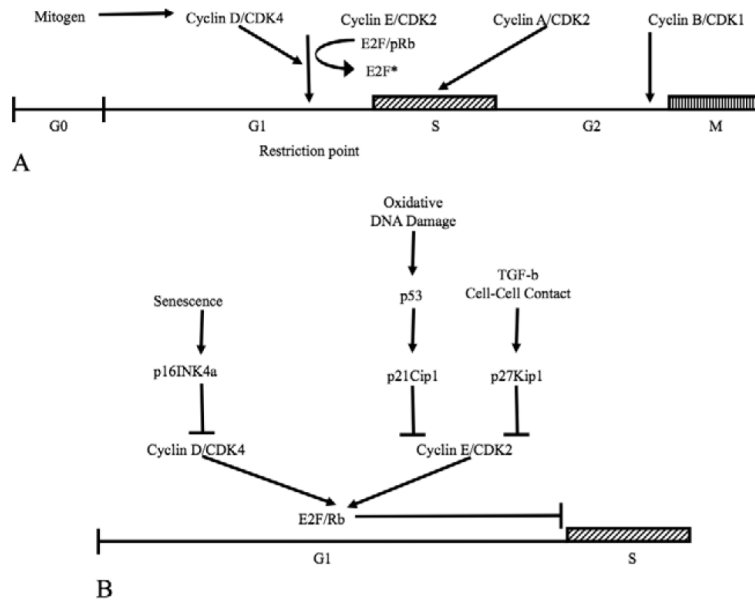 Mitogen
Cyclin D/CDK4
Cyclin E/CDK2
Cyclin A/CDK2
Cyclin B/CDK1
E2F/pRb
E2F*
G0
G1
S
G2
M
Restriction point
A
Oxidative
DNA Damage
TGF-b
Cell-Cell Contact
Senescence
p53
p16INK4a
p21Cip1
p27Kip1
Cyclin D/CDK4
Cyclin E/CDK2
E2F/Rb
G1
S
B